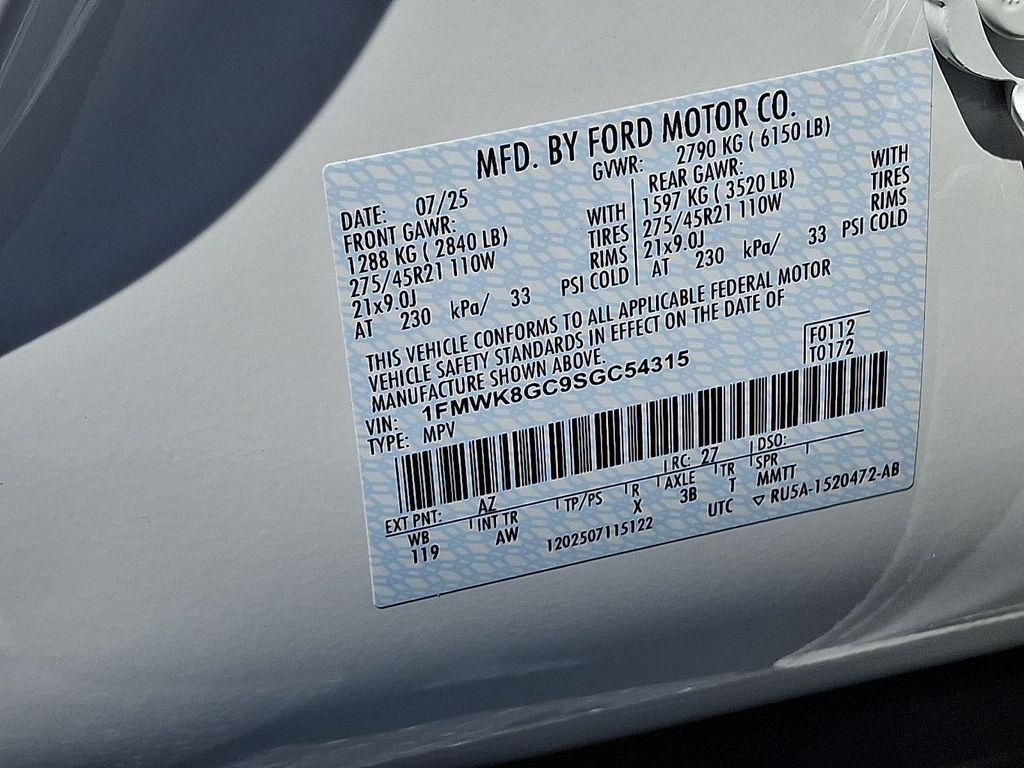 MFD. BY FORD MOTOR CO.
DATE: 07/25 GVWR: 2790 KG ( 6150 LB)
FRONT GAWR: REAR GAWR:
1288 KG ( 2840 LB) WITH 1597 KG ( 3520 LB) WITH
275/45R21 110W TIRES 275/45R21 110W TIRES
21x9.0J RIMS 21x9.0J RIMS
AT 230 kPa/ 33 PSI COLD AT 230 kPa/ 33 PSI COLD
THIS VEHICLE CONFORMS TO ALL APPLICABLE FEDERAL MOTOR
VEHICLE SAFETY STANDARDS IN EFFECT ON THE DATE OF
MANUFACTURE SHOWN ABOVE.
VIN: 1FMWK8GC9SGC54315 F0112
TYPE: MPV T0172
EXT PNT: AZ RC: 27 DSO:
WB INT TR TP/PS R AXLE TR SPR
119 AW X 3B T MMTT
1202507115122 UTC ▽ RU5A-1520472-AB